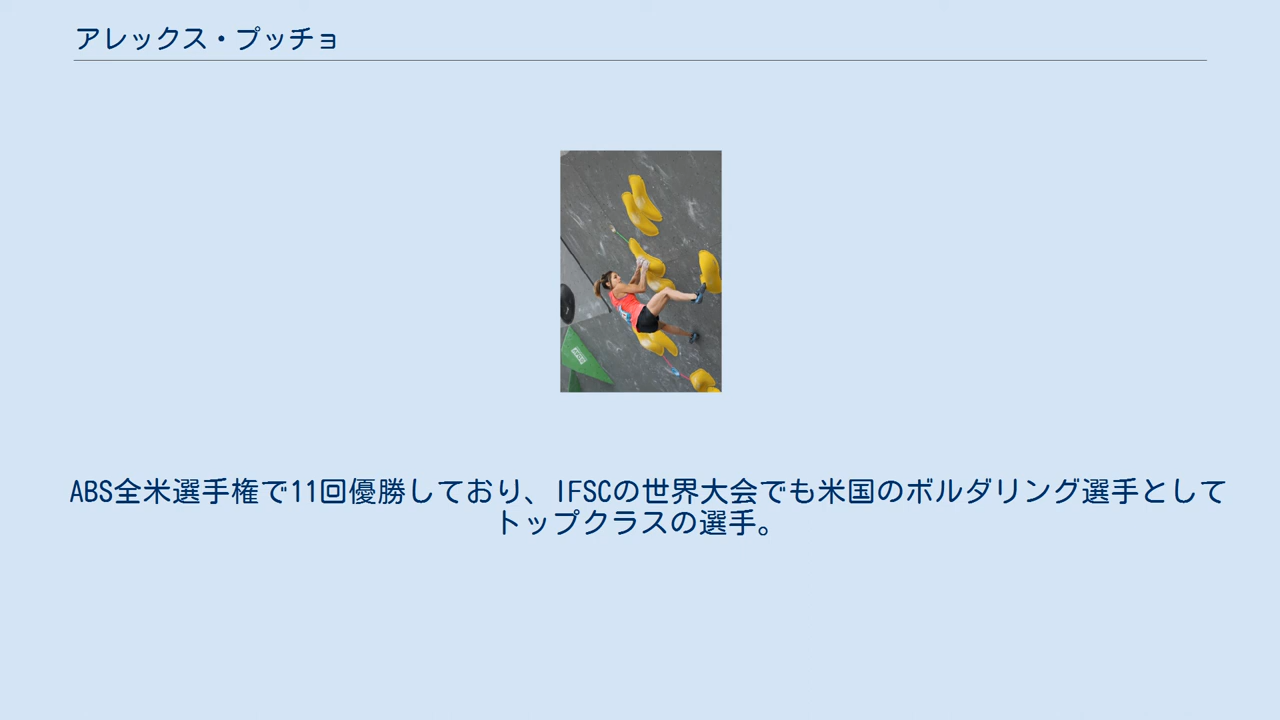 アレックス・プッチョ
ABS全米選手権で11回優勝しており、IFSCの世界大会でも米国のボルダリング選手として
トップクラスの選手。